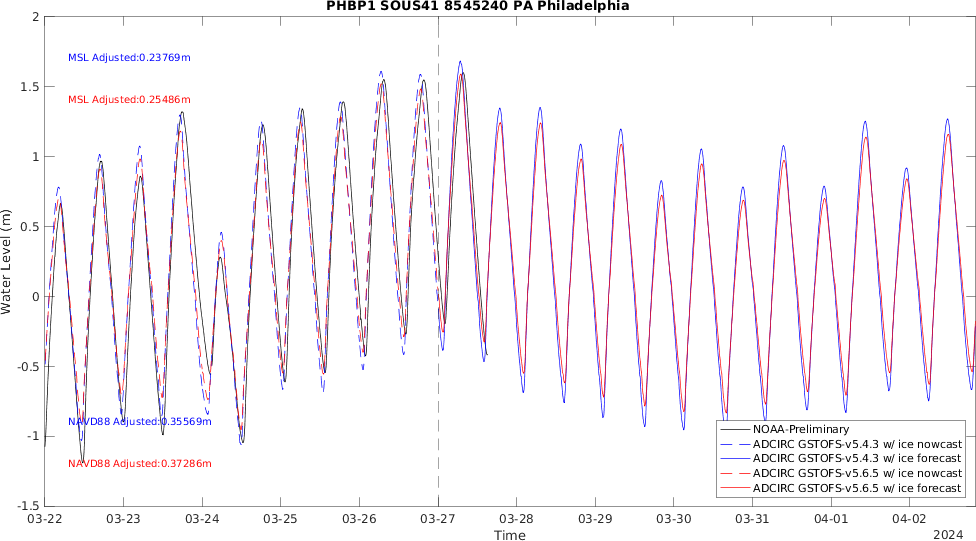 PHBP1 SOUS41 8545240 PA Philadelphia
2
1.5
1
0.5
0
-0.5
-1
-1.5
Water Level (m)
MSL Adjusted:0.23769m
MSL Adjusted:0.25486m
NAVD88 Adjusted:0.35569m
NAVD88 Adjusted:0.37286m
NOAA-Preliminary
ADCIRC GSTOFS-v5.4.3 w/ ice nowcast
ADCIRC GSTOFS-v5.4.3 w/ ice forecast
ADCIRC GSTOFS-v5.6.5 w/ ice nowcast
ADCIRC GSTOFS-v5.6.5 w/ ice forecast
03-22 03-23 03-24 03-25 03-26 03-27 03-28 03-29 03-30 03-31 04-01 04-02
Time
2024